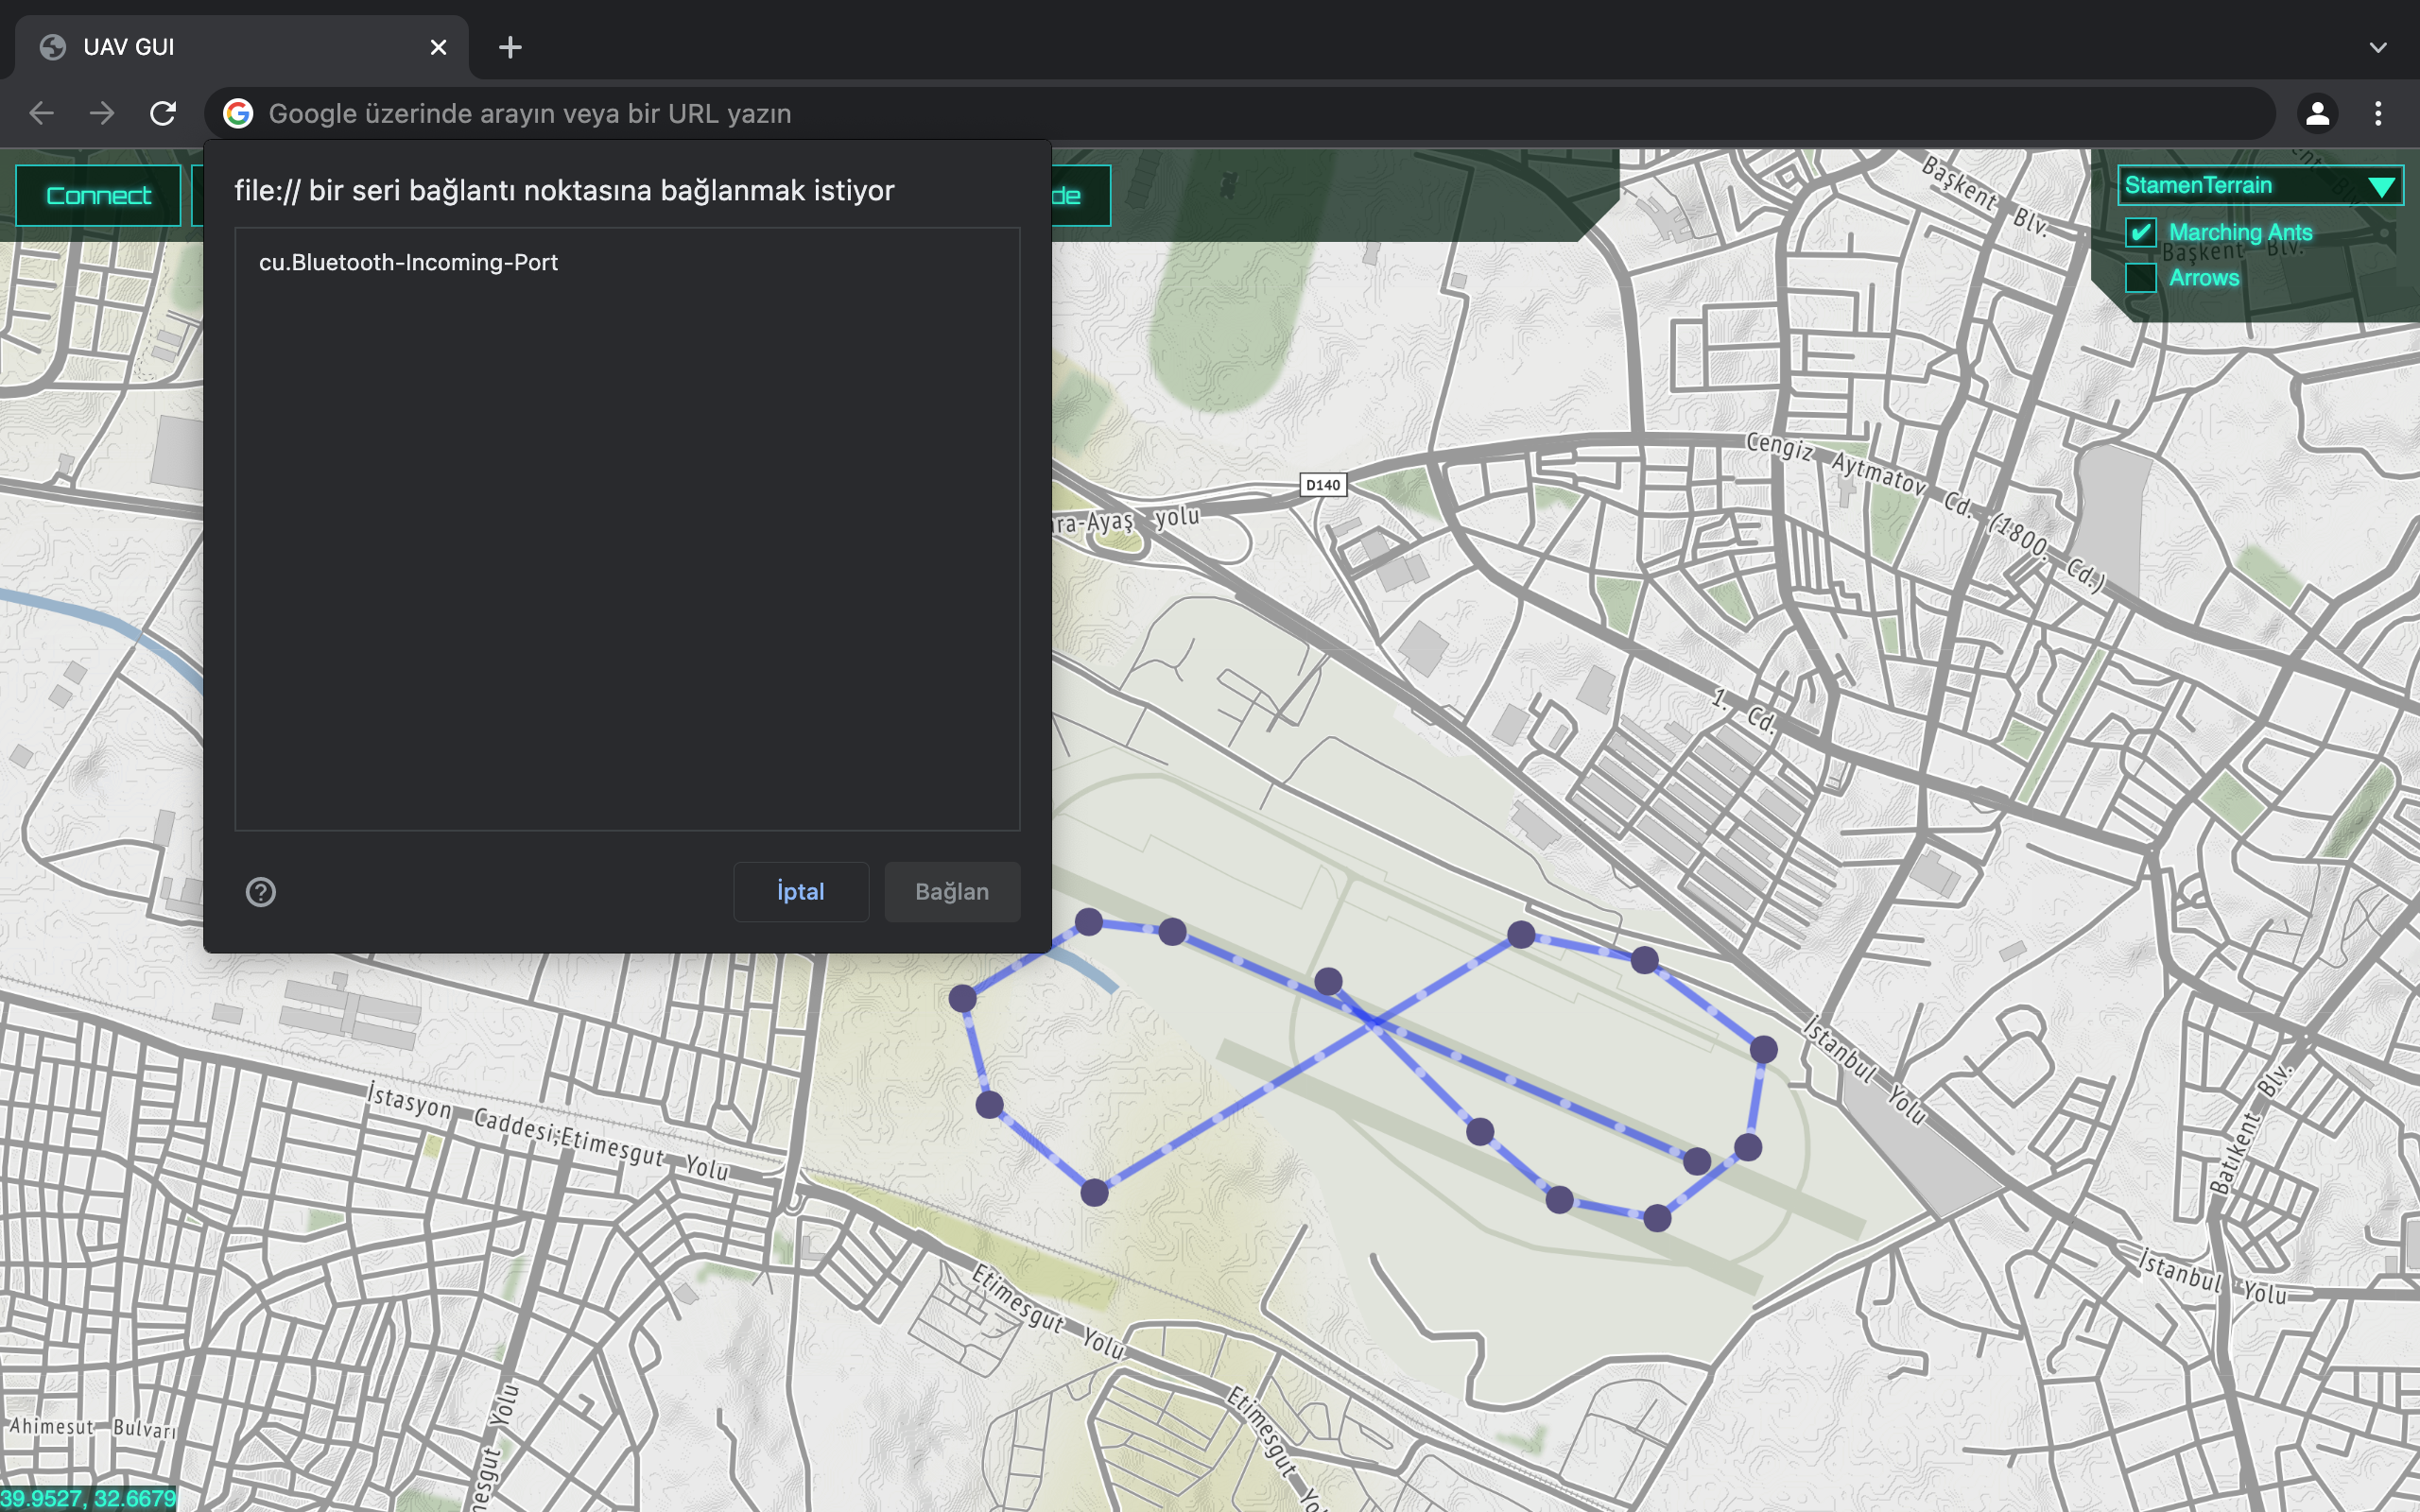 UAV GUI
Google üzerinde arayın veya bir URL yazın
Connect
de
file:// bir seri bağlantı noktasına bağlanmak istiyor
cu.Bluetooth-Incoming-Port
İptal
Bağlan
StamenTerrain
Marching Ants
Arrows
Başkent Blv.
Başkent Blv.
Cengiz Aytmatov Cd. (1800. Cd.)
D140
ra-Ayaş yolu
1. Cd.
İstanbul Yolu
Batıkent Blv.
İstanbul Yolu
İstasyon Caddesi;Etimesgut Yolu
Etimesgut Yolu
Etimesgut Yolu
mesgut Yolu
Ahimesut Bulvarı
39.9527, 32.6679